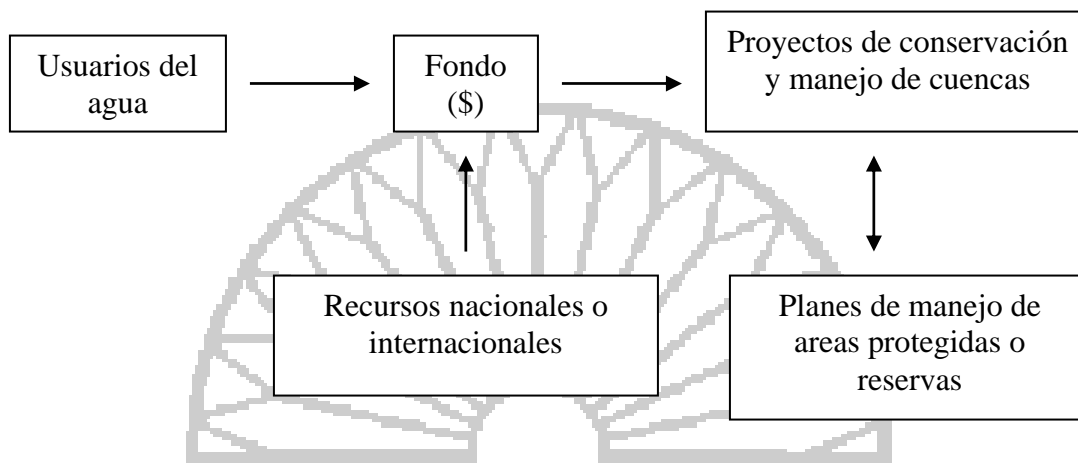 Usuarios del
agua
Fondo
($)
Proyectos de conservación
y manejo de cuencas
Recursos nacionales o
internacionales
Planes de manejo de
areas protegidas o
reservas